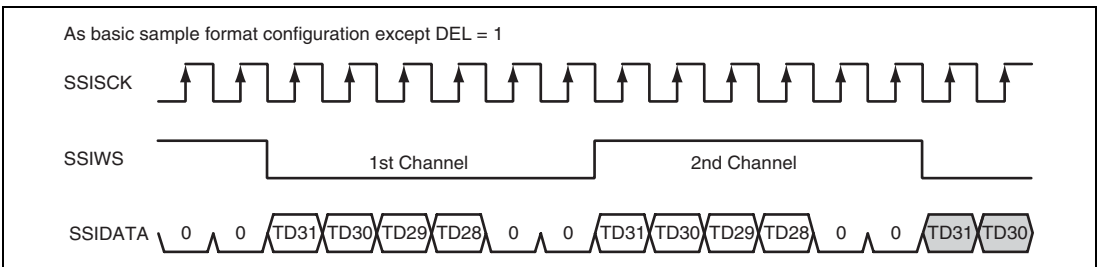 As basic sample format configuration except DEL = 1
SSISCK
SSIWS 1st Channel 2nd Channel
SSIDATA 0 0 TD31 TD30 TD29 TD28 0 0 TD31 TD30 TD29 TD28 0 0 TD31 TD30